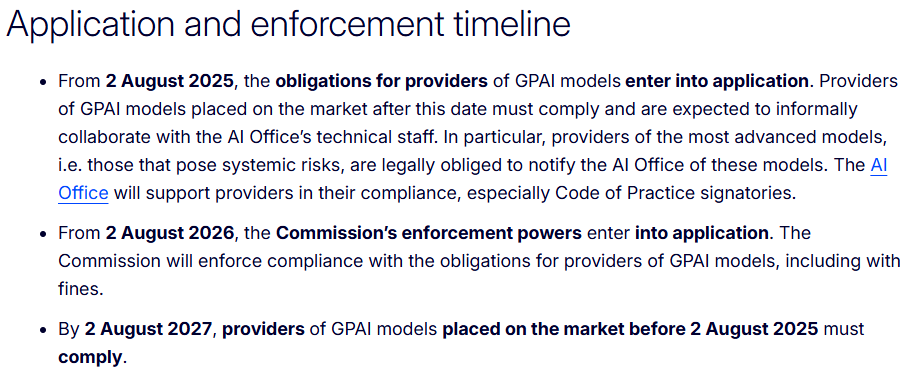 Application and enforcement timeline
• From 2 August 2025, the obligations for providers of GPAI models enter into application. Providers
of GPAI models placed on the market after this date must comply and are expected to informally
collaborate with the AI Office’s technical staff. In particular, providers of the most advanced models,
i.e. those that pose systemic risks, are legally obliged to notify the AI Office of these models. The AI
Office will support providers in their compliance, especially Code of Practice signatories.
• From 2 August 2026, the Commission’s enforcement powers enter into application. The
Commission will enforce compliance with the obligations for providers of GPAI models, including with
fines.
• By 2 August 2027, providers of GPAI models placed on the market before 2 August 2025 must
comply.